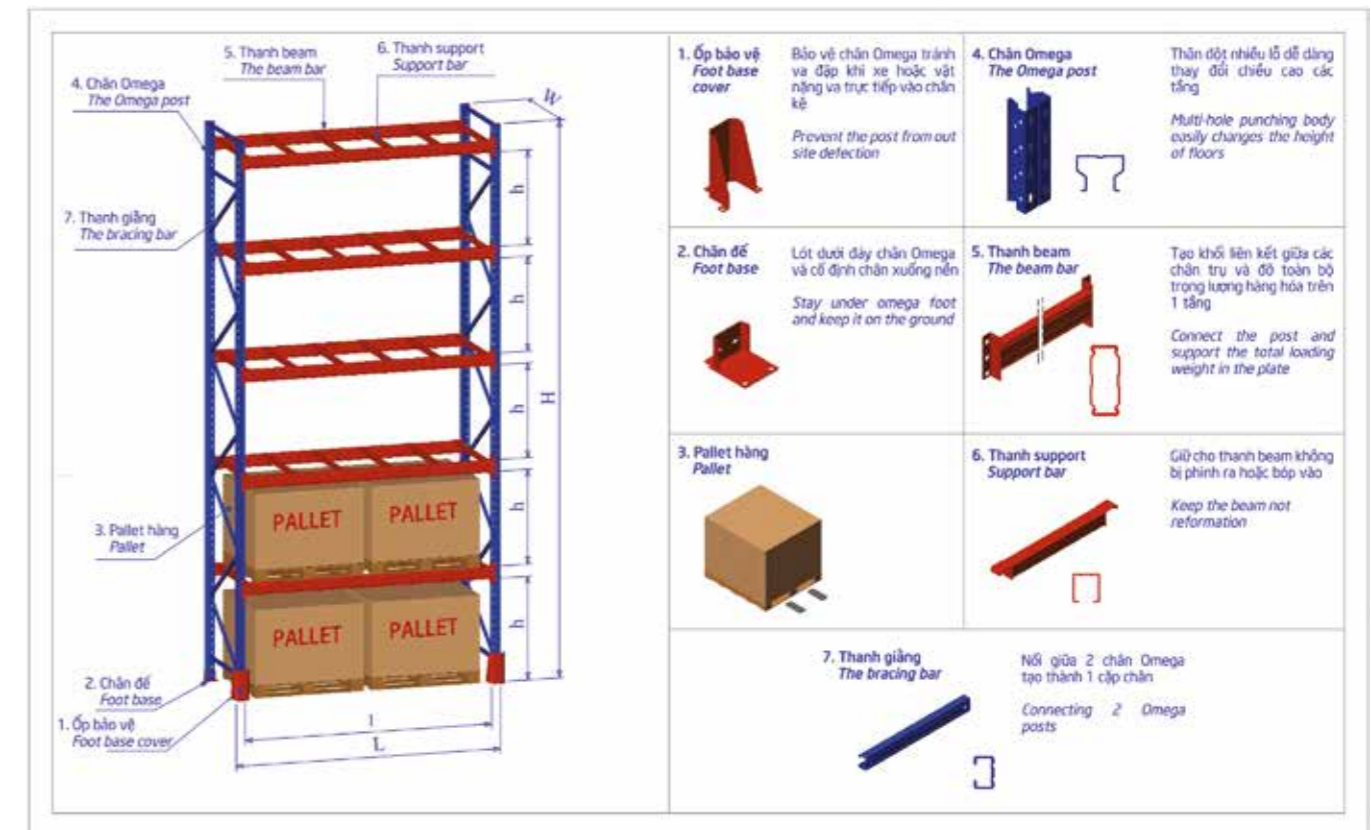 5. Thanh beam
The beam bar
6. Thanh support
Support bar
4. Chân Omega
The Omega post
W
h
7. Thanh giằng
The bracing bar
h
H
h
h
3. Pallet hàng
Pallet
PALLET
PALLET
h
PALLET
PALLET
2. Chân đế
Foot base
1. Ốp bảo vệ
Foot base cover
l
L
1. Ốp bảo vệ
Foot base
cover
Bảo vệ chân Omega tránh
va đập khi xe hoặc vật
nặng va trực tiếp vào chân
kệ
Prevent the post from out
site defection
4. Chân Omega
The Omega post
Thân đột nhiều lỗ dễ dàng
thay đổi chiều cao các
tầng
Multi-hole punching body
easily changes the height
of floors
2. Chân đế
Foot base
Lót dưới đáy chân Omega
và cố định chân xuống nền
Stay under omega foot
and keep it on the ground
5. Thanh beam
The beam bar
Tạo khối liên kết giữa các
chân trụ và đỡ toàn bộ
trọng lượng hàng hóa trên
1 tầng
Connect the post and
support the total loading
weight in the plate
3. Pallet hàng
Pallet
6. Thanh support
Support bar
Giữ cho thanh beam không
bị phình ra hoặc bóp vào
Keep the beam not
reformation
7. Thanh giằng
The bracing bar
Nối giữa 2 chân Omega
tạo thành 1 cặp chân
Connecting 2 Omega
posts